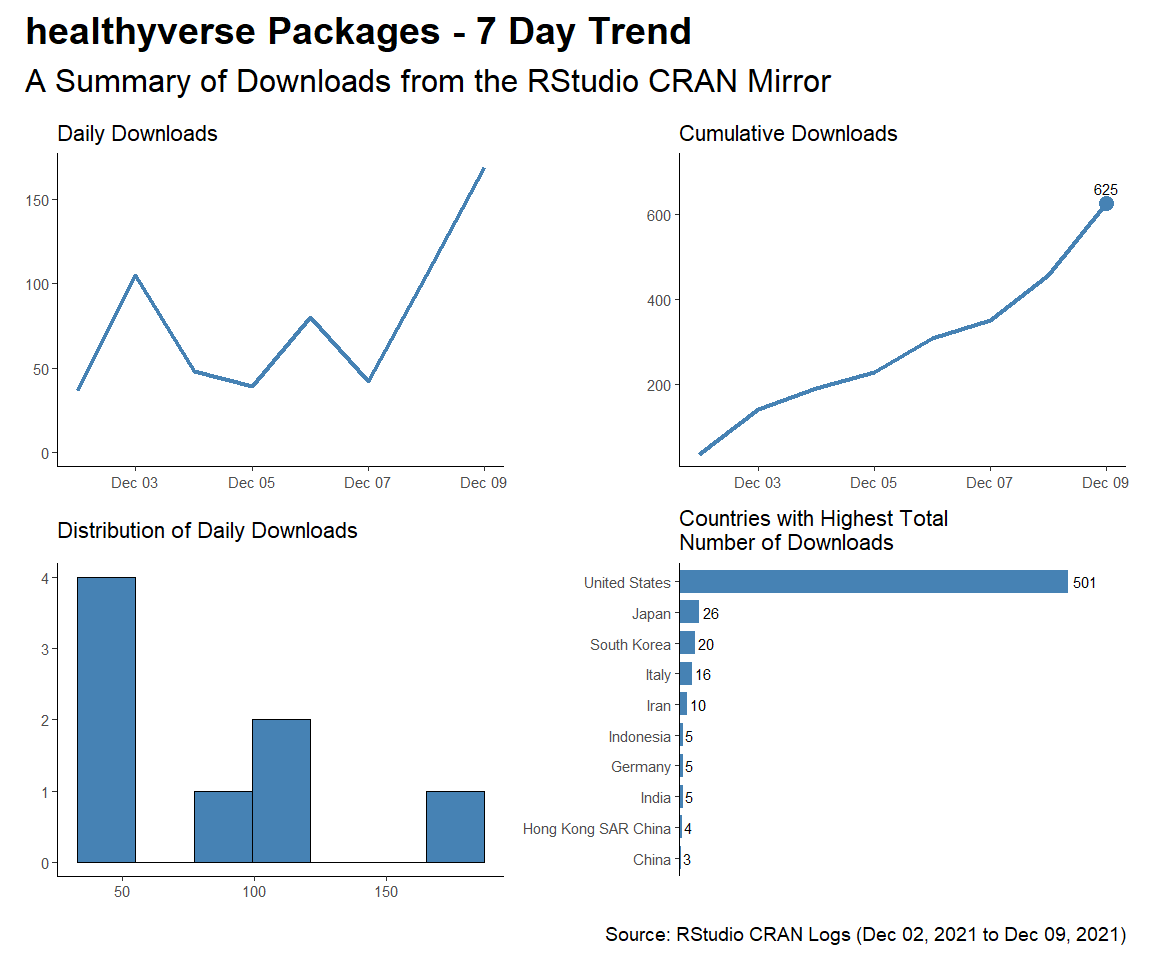 healthyverse Packages - 7 Day Trend
A Summary of Downloads from the RStudio CRAN Mirror
Daily Downloads
150
100
50
0
Dec 03 Dec 05 Dec 07 Dec 09
Cumulative Downloads
625
600
400
200
Dec 03 Dec 05 Dec 07 Dec 09
Distribution of Daily Downloads
4
3
2
1
0
50 100 150
Countries with Highest Total
Number of Downloads
United States 501
Japan 26
South Korea 20
Italy 16
Iran 10
Indonesia 5
Germany 5
India 5
Hong Kong SAR China 4
China 3
Source: RStudio CRAN Logs (Dec 02, 2021 to Dec 09, 2021)